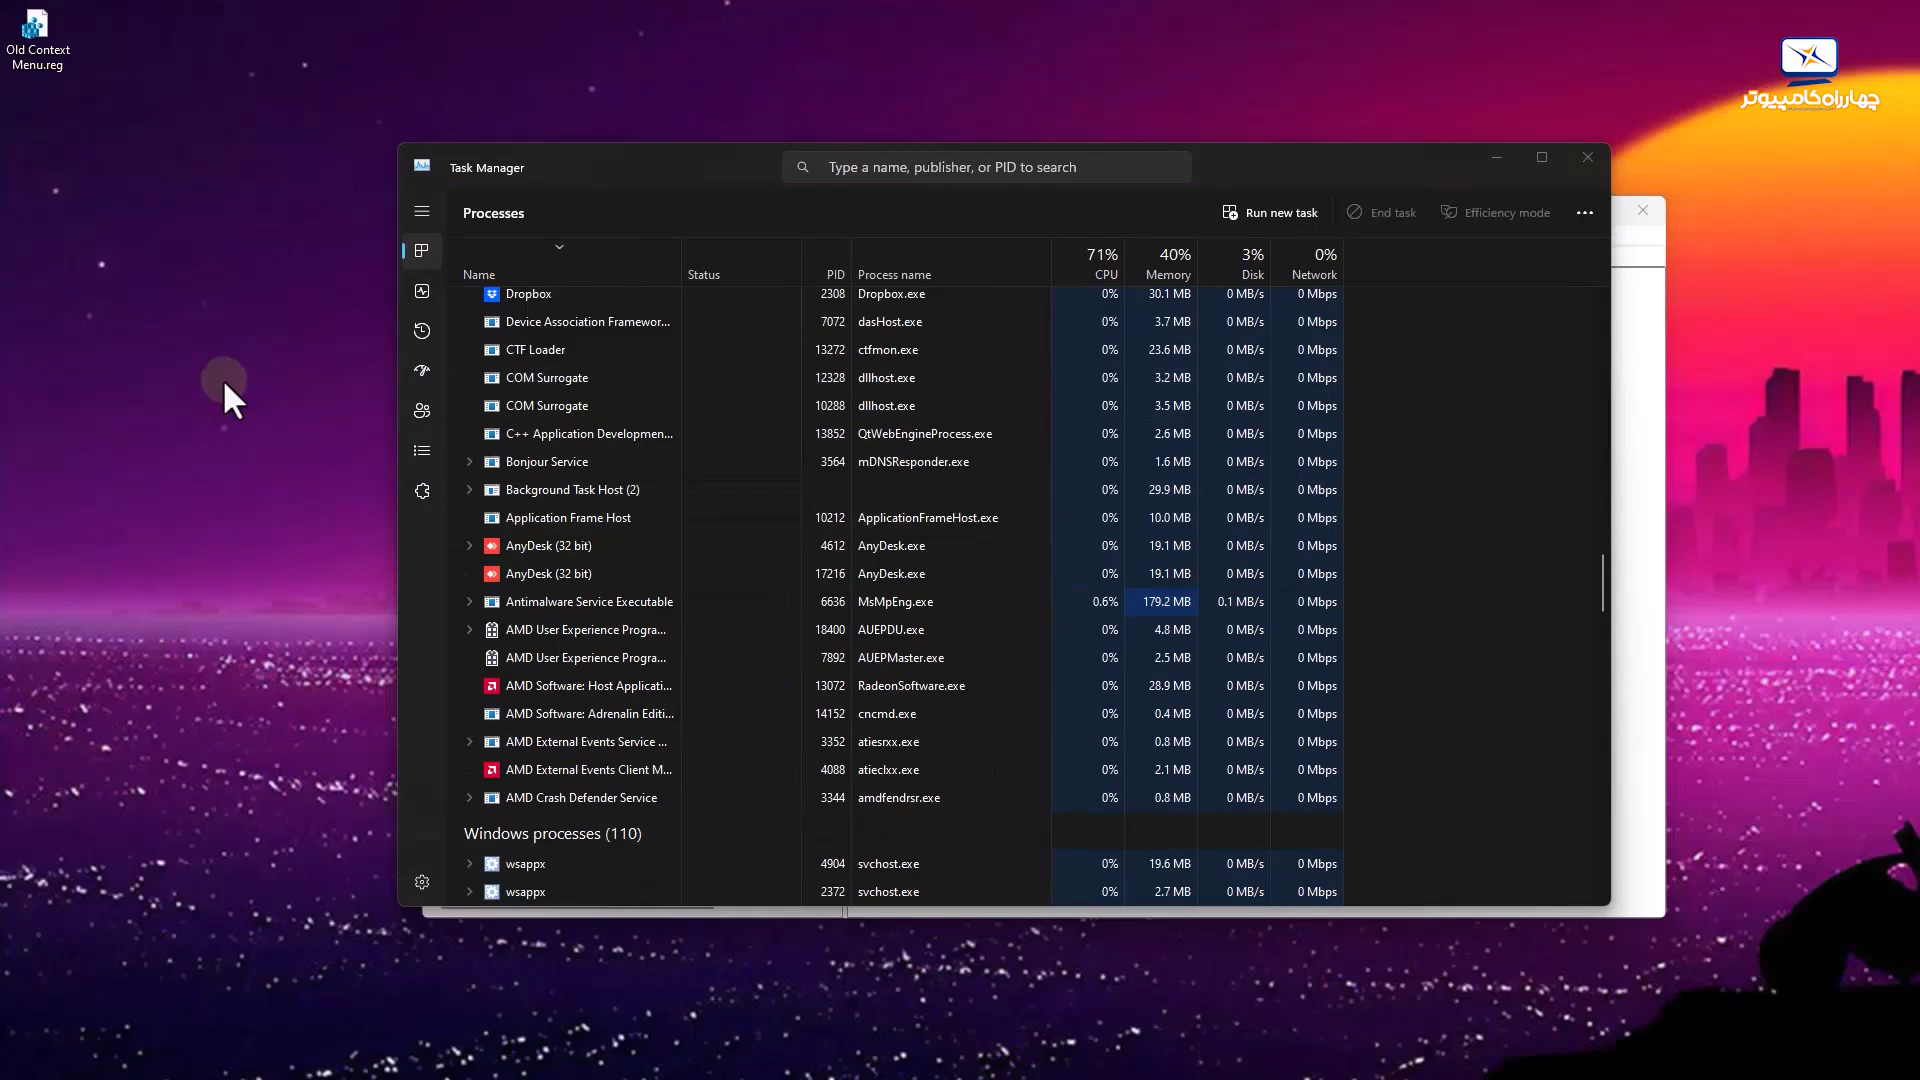 Old Context
Menu.reg
چهارراه کامپیوتر
Task Manager
Type a name, publisher, or PID to search
Processes
Run new task
End task
Efficiency mode
71% 40% 3% 0%
Name Status PID Process name CPU Memory Disk Network
Dropbox 2308 Dropbox.exe 0% 30.1 MB 0 MB/s 0 Mbps
Device Association Framewor... 7072 dasHost.exe 0% 3.7 MB 0 MB/s 0 Mbps
CTF Loader 13272 ctfmon.exe 0% 23.6 MB 0 MB/s 0 Mbps
COM Surrogate 12328 dllhost.exe 0% 3.2 MB 0 MB/s 0 Mbps
COM Surrogate 10288 dllhost.exe 0% 3.5 MB 0 MB/s 0 Mbps
C++ Application Developmen... 13852 QtWebEngineProcess.exe 0% 2.6 MB 0 MB/s 0 Mbps
Bonjour Service 3564 mDNSResponder.exe 0% 1.6 MB 0 MB/s 0 Mbps
Background Task Host (2) 0% 29.9 MB 0 MB/s 0 Mbps
Application Frame Host 10212 ApplicationFrameHost.exe 0% 10.0 MB 0 MB/s 0 Mbps
AnyDesk (32 bit) 4612 AnyDesk.exe 0% 19.1 MB 0 MB/s 0 Mbps
AnyDesk (32 bit) 17216 AnyDesk.exe 0% 19.1 MB 0 MB/s 0 Mbps
Antimalware Service Executable 6636 MsMpEng.exe 0.6% 179.2 MB 0.1 MB/s 0 Mbps
AMD User Experience Progra... 18400 AUEPDU.exe 0% 4.8 MB 0 MB/s 0 Mbps
AMD User Experience Progra... 7892 AUEPMaster.exe 0% 2.5 MB 0 MB/s 0 Mbps
AMD Software: Host Applicati... 13072 RadeonSoftware.exe 0% 28.9 MB 0 MB/s 0 Mbps
AMD Software: Adrenalin Editi... 14152 cncmd.exe 0% 0.4 MB 0 MB/s 0 Mbps
AMD External Events Service ... 3352 atiesrxx.exe 0% 0.8 MB 0 MB/s 0 Mbps
AMD External Events Client M... 4088 atieclxx.exe 0% 2.1 MB 0 MB/s 0 Mbps
AMD Crash Defender Service 3344 amdfendrsr.exe 0% 0.8 MB 0 MB/s 0 Mbps
Windows processes (110)
wsappx 4904 svchost.exe 0% 19.6 MB 0 MB/s 0 Mbps
wsappx 2372 svchost.exe 0% 2.7 MB 0 MB/s 0 Mbps